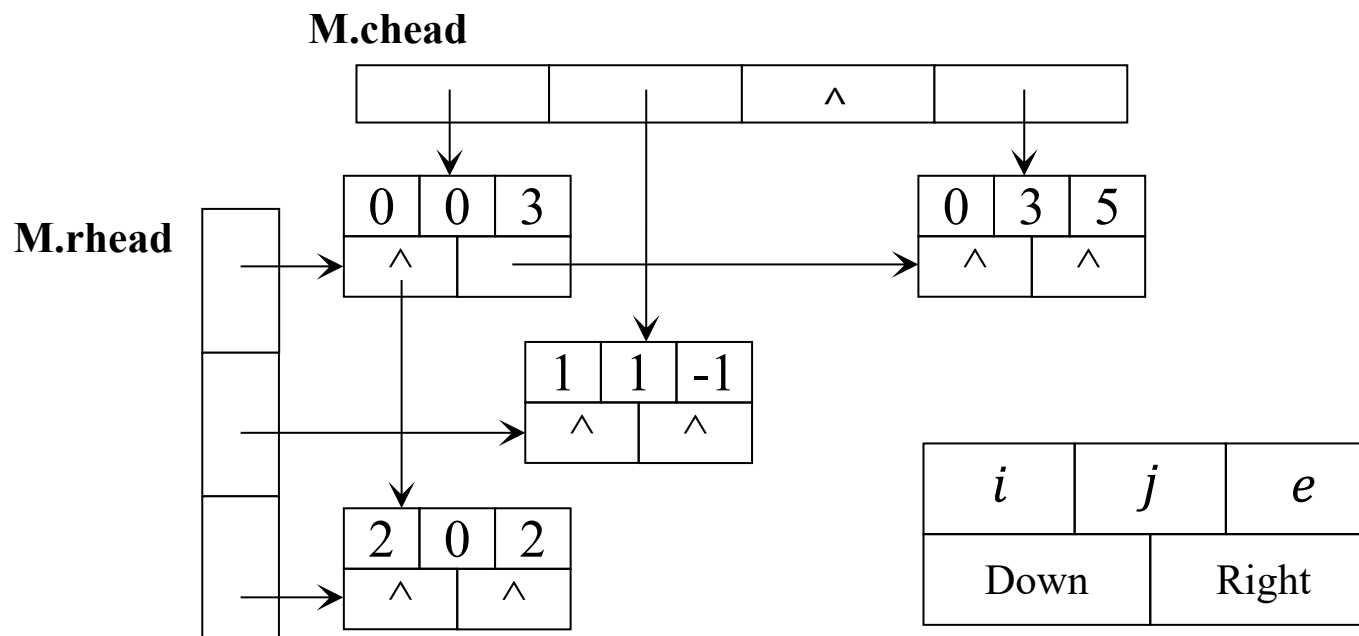 M.chead
^
0 0 3
0 3 5
M.rhead
^
^ ^
1 1 -1
^ ^
i j e
2 0 2
Down Right
^ ^